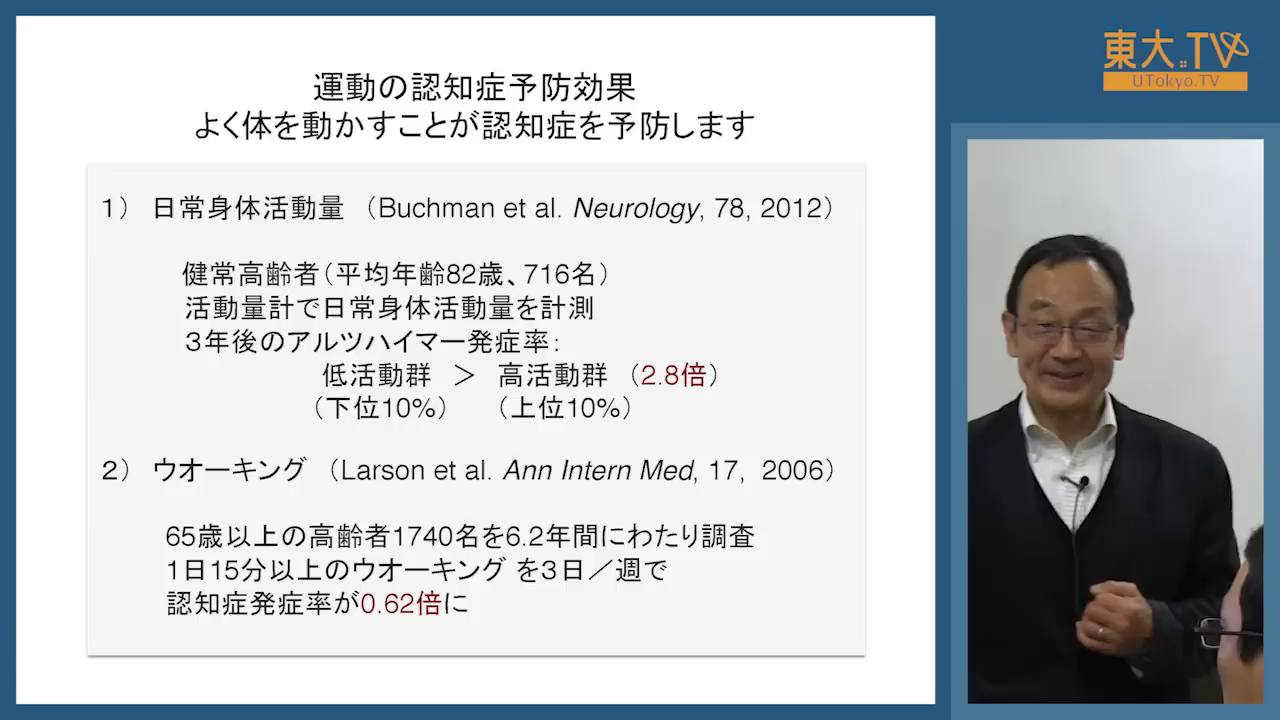 運動の認知症予防効果
よく体を動かすことが認知症を予防します
1） 日常身体活動量 （Buchman et al. Neurology, 78, 2012）
健常高齢者（平均年齢82歳、716名）
活動量計で日常身体活動量を計測
３年後のアルツハイマー発症率：
低活動群 ＞ 高活動群 （2.8倍）
（下位10%） （上位10%）
2） ウオーキング （Larson et al. Ann Intern Med, 17, 2006）
65歳以上の高齢者1740名を6.2年間にわたり調査
1日15分以上のウオーキング を３日／週で
認知症発症率が0.62倍に
東大.TV
UTokyo.TV